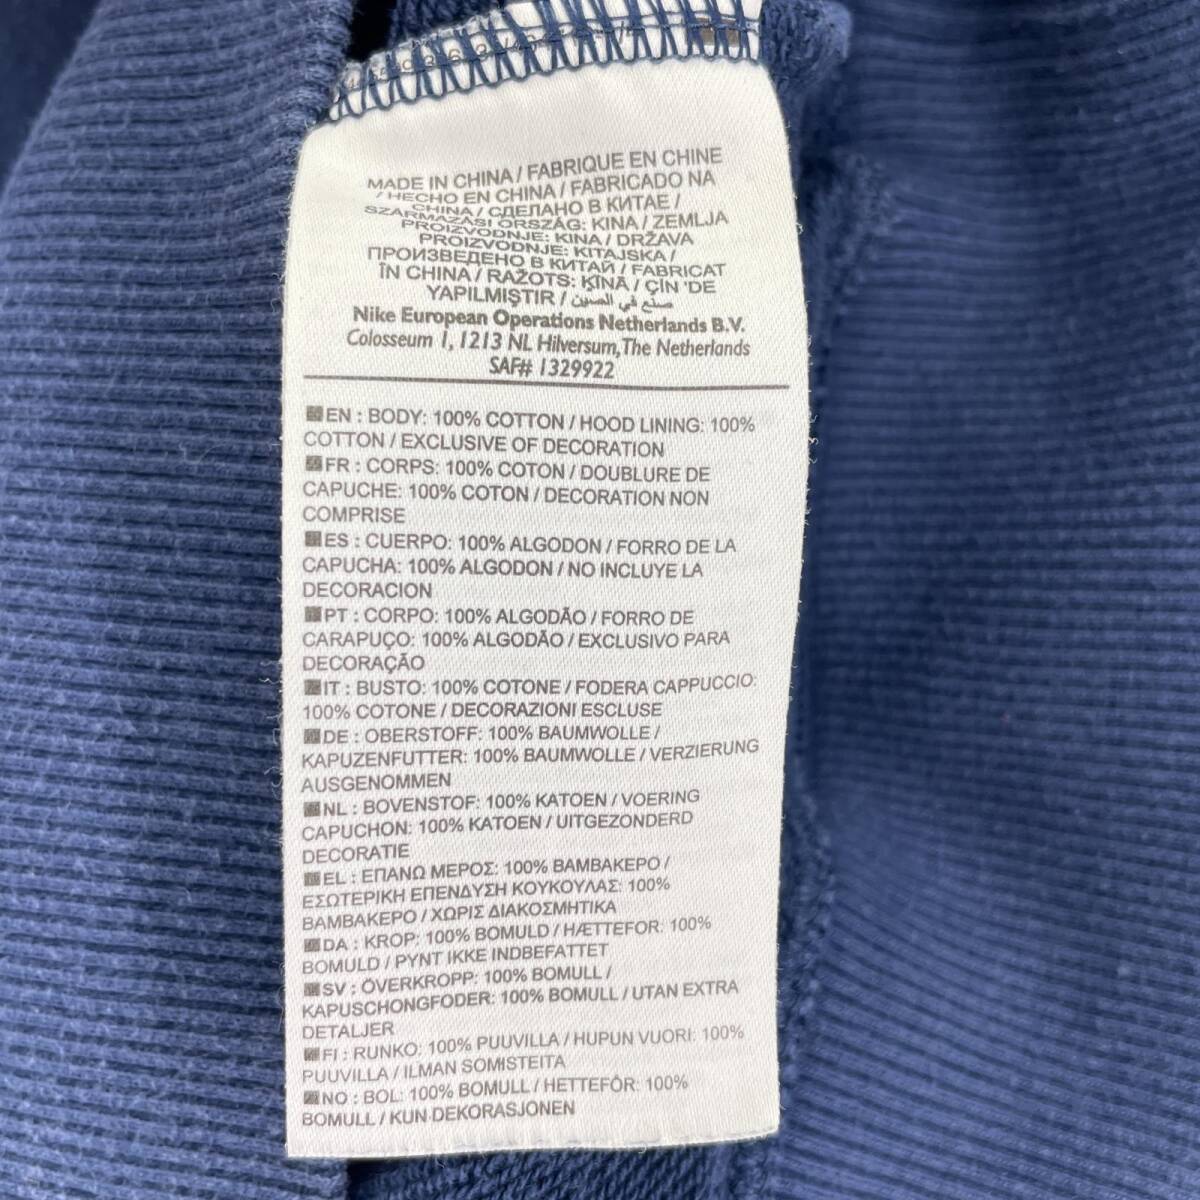 MADE IN CHINA / FABRIQUE EN CHINE
/ HECHO EN CHINA / FABRICADO NA
CHINA / СДЕЛАНО В КИТАЕ /
SZÁRMAZÁSI ORSZÁG: KÍNA / ZEMLJA
PROIZVODNJE: KINA / DRŽAVA
PROIZVODNJE: KITAJSKA /
ПРОИЗВЕДЕНО В КИТАЙ / FABRICAT
ÎN CHINA / RAŽOTS: ĶĪNĀ / ÇİN 'DE
YAPILMIŞTIR / صنع في الصين
Nike European Operations Netherlands B.V.
Colosseum 1, 1213 NL Hilversum, The Netherlands
SAF# 1329922
EN : BODY: 100% COTTON / HOOD LINING: 100%
COTTON / EXCLUSIVE OF DECORATION
FR : CORPS: 100% COTON / DOUBLURE DE
CAPUCHE: 100% COTON / DECORATION NON
COMPRISE
ES : CUERPO: 100% ALGODON / FORRO DE LA
CAPUCHA: 100% ALGODON / NO INCLUYE LA
DECORACION
PT : CORPO: 100% ALGODÃO / FORRO DE
CARAPUÇO: 100% ALGODÃO / EXCLUSIVO PARA
DECORAÇÃO
IT : BUSTO: 100% COTONE / FODERA CAPPUCCIO:
100% COTONE / DECORAZIONI ESCLUSE
DE : OBERSTOFF: 100% BAUMWOLLE /
KAPUZENFUTTER: 100% BAUMWOLLE / VERZIERUNG
AUSGENOMMEN
NL : BOVENSTOF: 100% KATOEN / VOERING
CAPUCHON: 100% KATOEN / UITGEZONDERD
DECORATIE
EL : ΕΠΑΝΩ ΜΕΡΟΣ: 100% ΒΑΜΒΑΚΕΡΟ /
ΕΣΩΤΕΡΙΚΗ ΕΠΕΝΔΥΣΗ ΚΟΥΚΟΥΛΑΣ: 100%
ΒΑΜΒΑΚΕΡΟ / ΧΩΡΙΣ ΔΙΑΚΟΣΜΗΤΙΚΑ
DA : KROP: 100% BOMULD / HÆTTEFOR: 100%
BOMULD / PYNT IKKE INDBEFATTET
SV : ÖVERKROPP: 100% BOMULL /
KAPUSCHONGFODER: 100% BOMULL / UTAN EXTRA
DETALJER
FI : RUNKO: 100% PUUVILLA / HUPUN VUORI: 100%
PUUVILLA / ILMAN SOMISTEITA
NO : BOL: 100% BOMULL / HETTEFÔR: 100%
BOMULL / KUN DEKORASJONEN